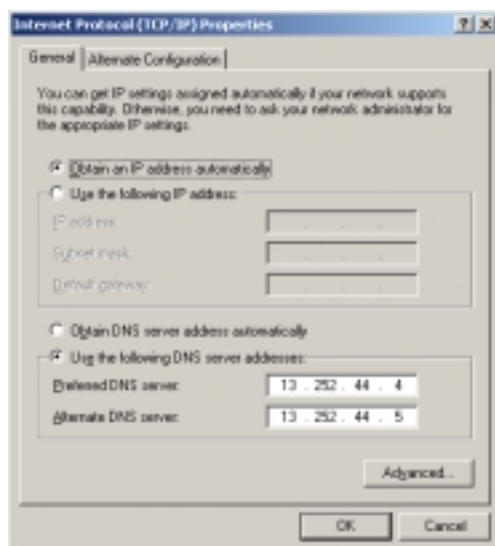 Internet Protocol (TCP/IP) Properties
? X
General Alternate Configuration
You can get IP settings assigned automatically if your network supports
this capability. Otherwise, you need to ask your network administrator for
the appropriate IP settings.
Obtain an IP address automatically
Use the following IP address:
IP address:
Subnet mask:
Default gateway:
Obtain DNS server address automatically
Use the following DNS server addresses:
Preferred DNS server: 13 . 252 . 44 . 4
Alternate DNS server: 13 . 252 . 44 . 5
Advanced...
OK Cancel